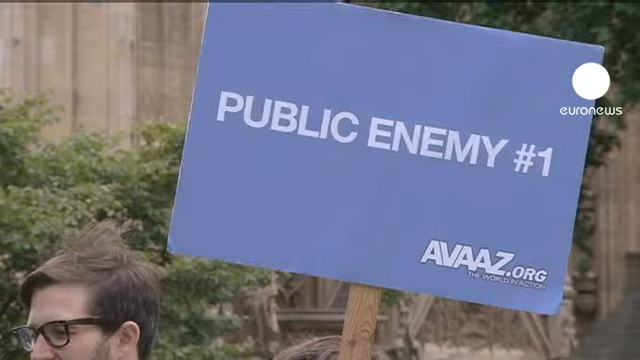 PUBLIC ENEMY #1
AVAAZ.ORG
THE WORLD IN ACTION
euronews